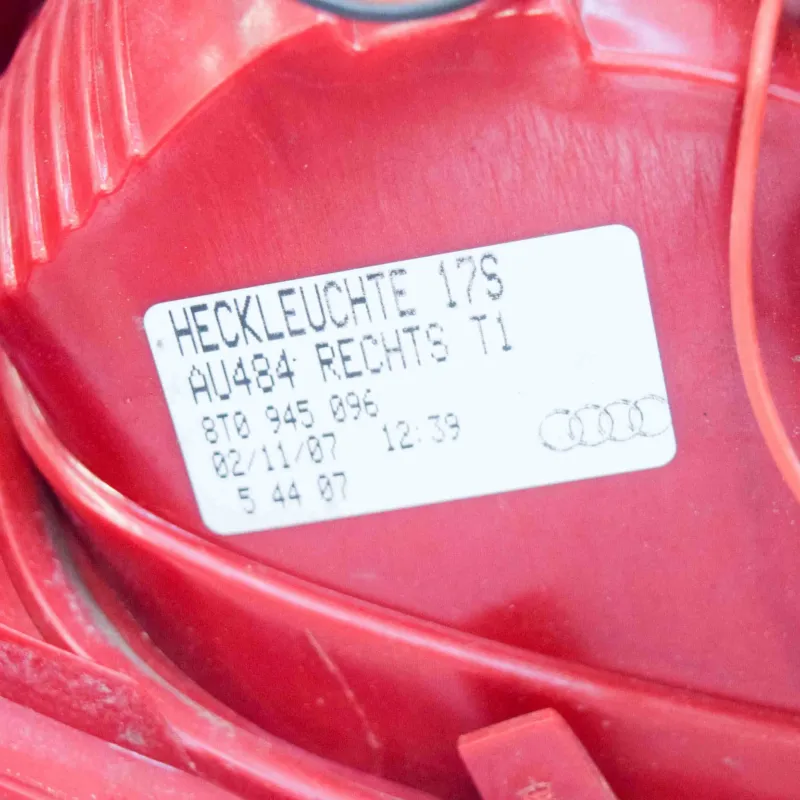 HECKLEUCHTE 17S
AU484 RECHTS T1
8T0 945 096
02/11/07 12:39
5 44 07